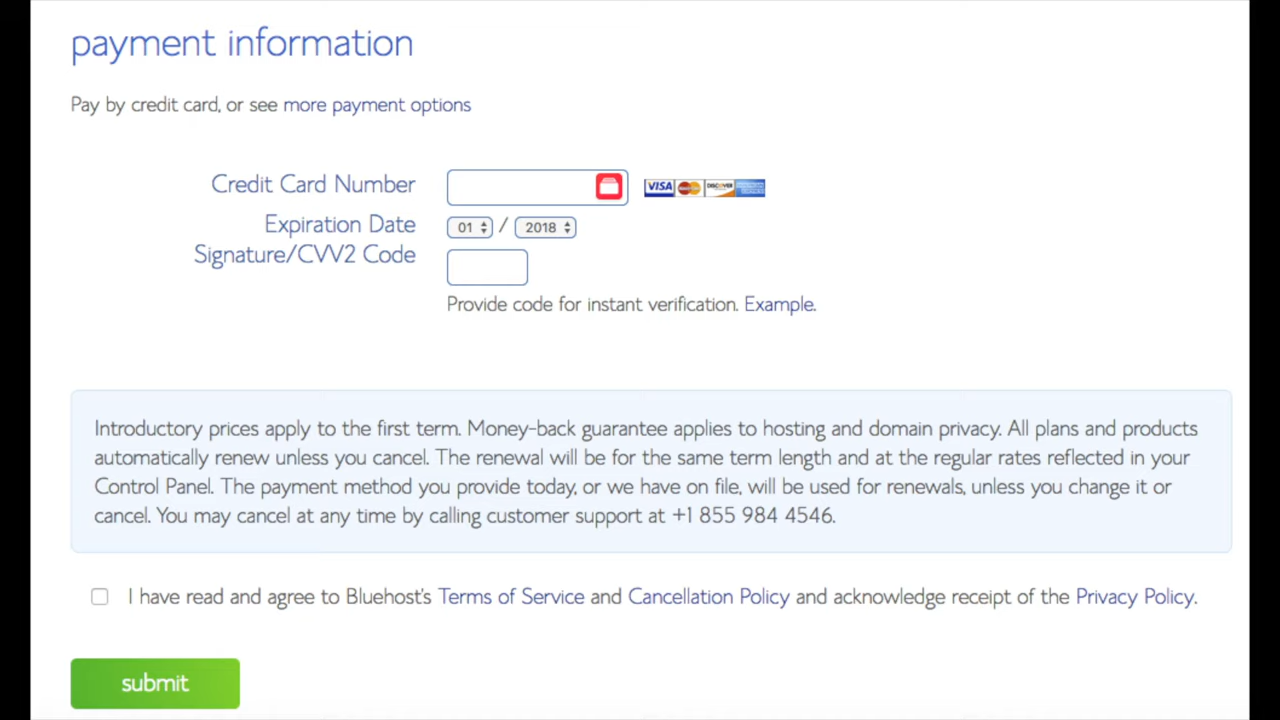 payment information
Pay by credit card, or see more payment options
Credit Card Number
VISA
DISCOVER
Expiration Date
01 / 2018
Signature/CVV2 Code
Provide code for instant verification. Example.
Introductory prices apply to the first term. Money-back guarantee applies to hosting and domain privacy. All plans and products
automatically renew unless you cancel. The renewal will be for the same term length and at the regular rates reflected in your
Control Panel. The payment method you provide today, or we have on file, will be used for renewals, unless you change it or
cancel. You may cancel at any time by calling customer support at +1 855 984 4546.
I have read and agree to Bluehost's Terms of Service and Cancellation Policy and acknowledge receipt of the Privacy Policy.
submit